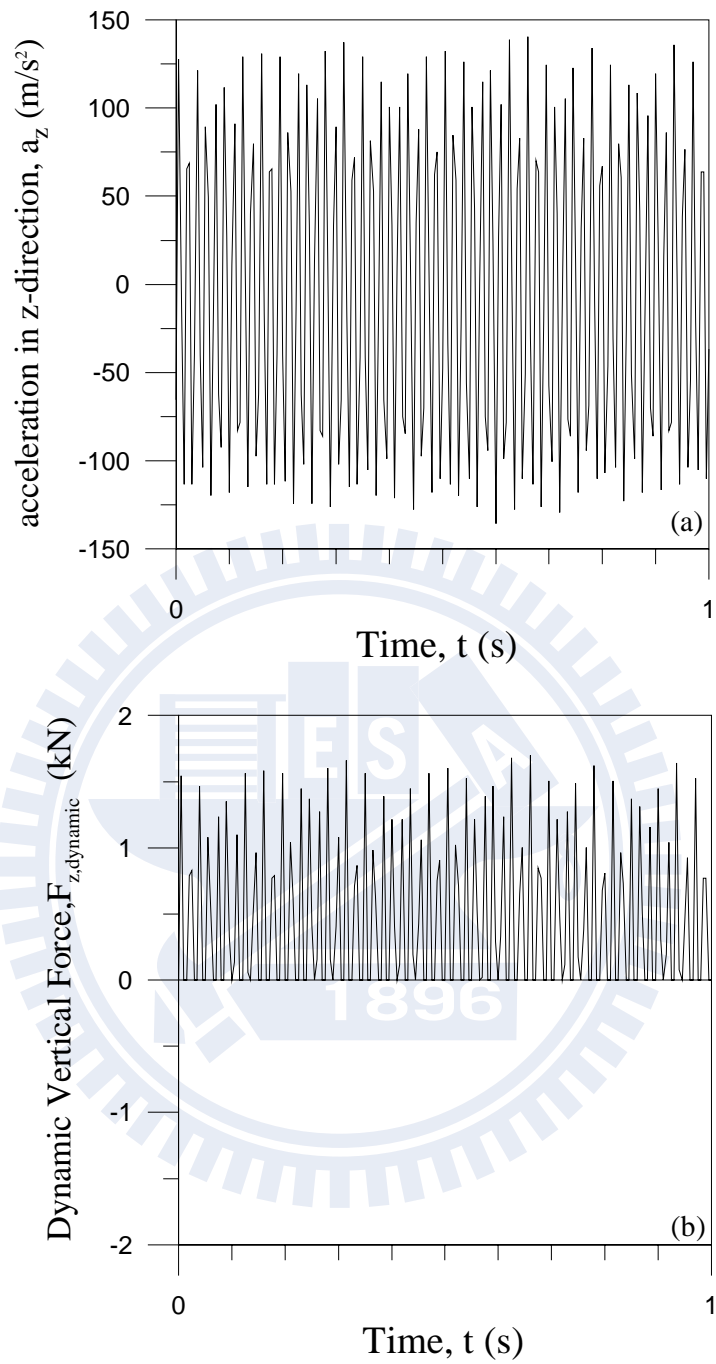 acceleration in z-direction, a_z (m/s²)
150
100
50
0
-50
-100
-150
(a)
0
1
Time, t (s)
Dynamic Vertical Force,F_z,dynamic (kN)
2
1
0
-1
-2
E S A
1896
(b)
0
1
Time, t (s)